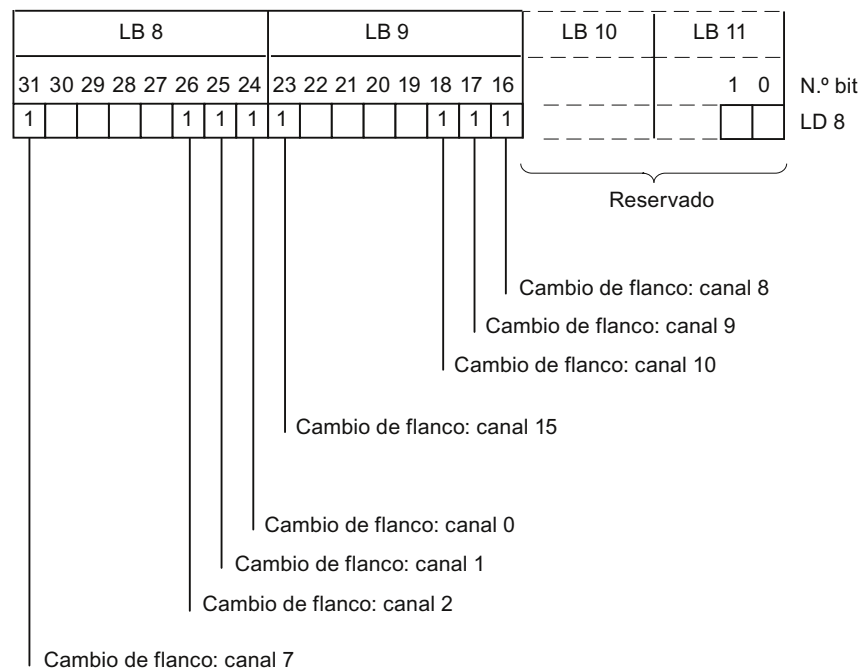 LB 8 LB 9 LB 10 LB 11
31 30 29 28 27 26 25 24 23 22 21 20 19 18 17 16 1 0 N.º bit
1 1 1 1 1 1 1 1 LD 8
Reservado
Cambio de flanco: canal 8
Cambio de flanco: canal 9
Cambio de flanco: canal 10
Cambio de flanco: canal 15
Cambio de flanco: canal 0
Cambio de flanco: canal 1
Cambio de flanco: canal 2
Cambio de flanco: canal 7